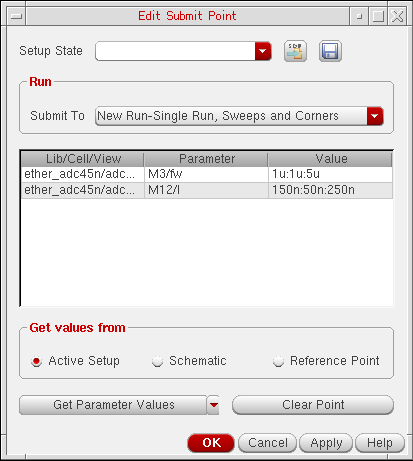 Edit Submit Point
Setup State
Run
Submit To New Run-Single Run, Sweeps and Corners
Lib/Cell/View Parameter Value
ether_adc45n/adc... M3/fw 1u:1u:5u
ether_adc45n/adc... M12/l 150n:50n:250n
Get values from
Active Setup Schematic Reference Point
Get Parameter Values Clear Point
OK Cancel Apply Help